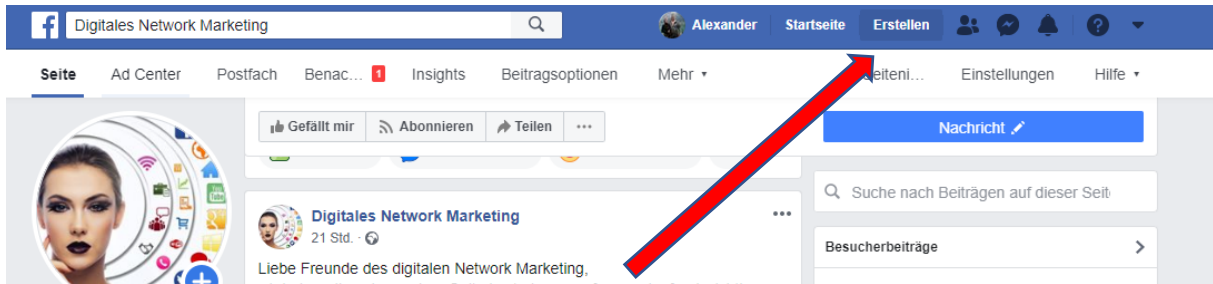 Digitales Network Marketing
Alexander Startseite Erstellen
Seite Ad Center Postfach Benac... 1 Insights Beitragsoptionen Mehr Einstellungen Hilfe
Gefällt mir Abonnieren Teilen ...
Nachricht
Suche nach Beiträgen auf dieser Seite
Digitales Network Marketing
21 Std. ·
Besucherbeiträge
Liebe Freunde des digitalen Network Marketing,